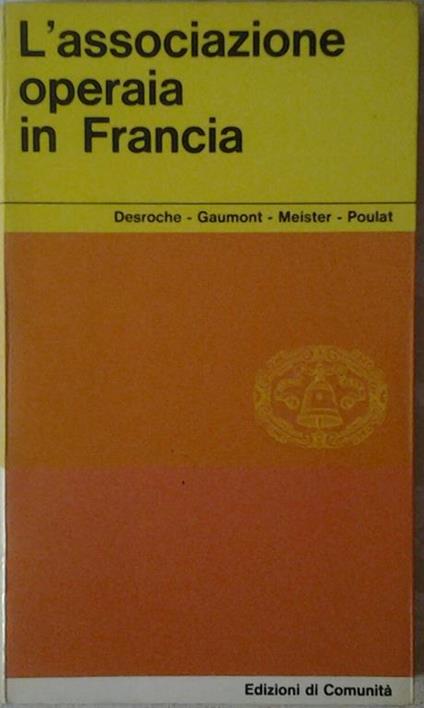 L'associazione
operaia
in Francia
Desroche - Gaumont - Meister - Poulat
Edizioni di Comunità